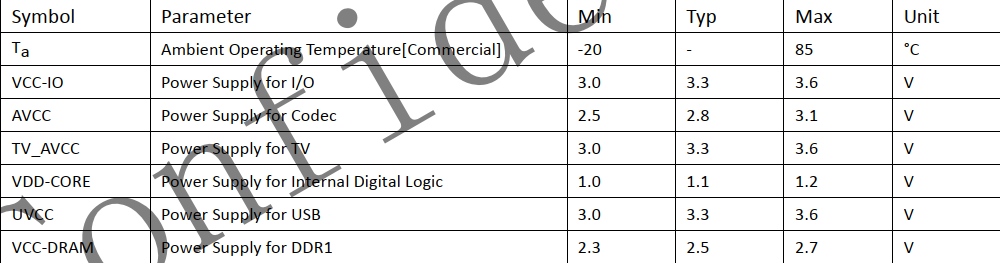 Symbol Parameter Min Typ Max Unit
Ta Ambient Operating Temperature[Commercial] -20 - 85 °C
VCC-IO Power Supply for I/O 3.0 3.3 3.6 V
AVCC Power Supply for Codec 2.5 2.8 3.1 V
TV_AVCC Power Supply for TV 3.0 3.3 3.6 V
VDD-CORE Power Supply for Internal Digital Logic 1.0 1.1 1.2 V
UVCC Power Supply for USB 3.0 3.3 3.6 V
VCC-DRAM Power Supply for DDR1 2.3 2.5 2.7 V
Confide